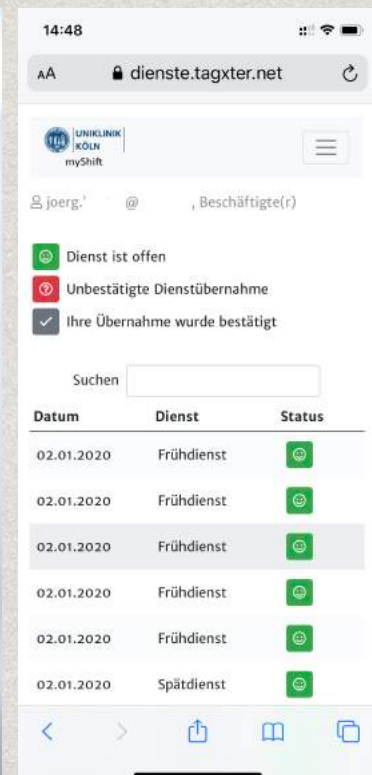 14:48
AA dienste.tagxter.net
UNIKLINIK
KÖLN
myShift
joerg.' @ , Beschäftigte(r)
Dienst ist offen
Unbestätigte Dienstübernahme
Ihre Übernahme wurde bestätigt
Suchen
Datum Dienst Status
02.01.2020 Frühdienst
02.01.2020 Frühdienst
02.01.2020 Frühdienst
02.01.2020 Frühdienst
02.01.2020 Frühdienst
02.01.2020 Spätdienst